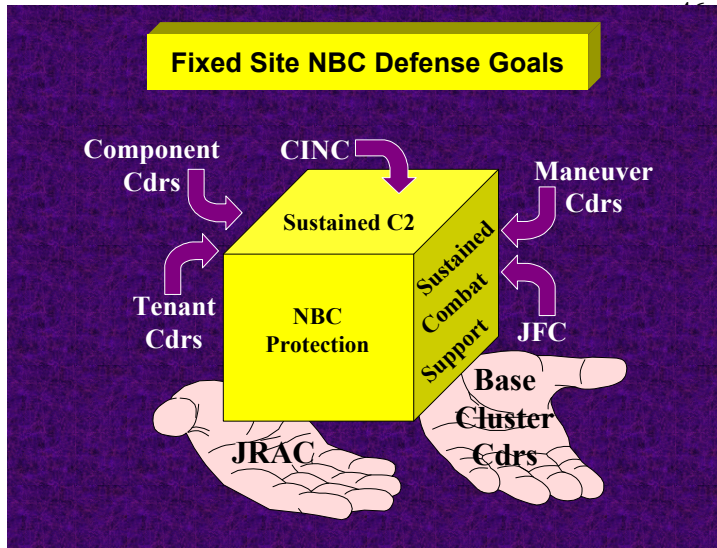 Fixed Site NBC Defense Goals
Component
Cdrs
CINC
Maneuver
Cdrs
Sustained C2
Sustained
Combat
Support
NBC
Protection
Tenant
Cdrs
JFC
Base
Cluster
Cdrs
JRAC